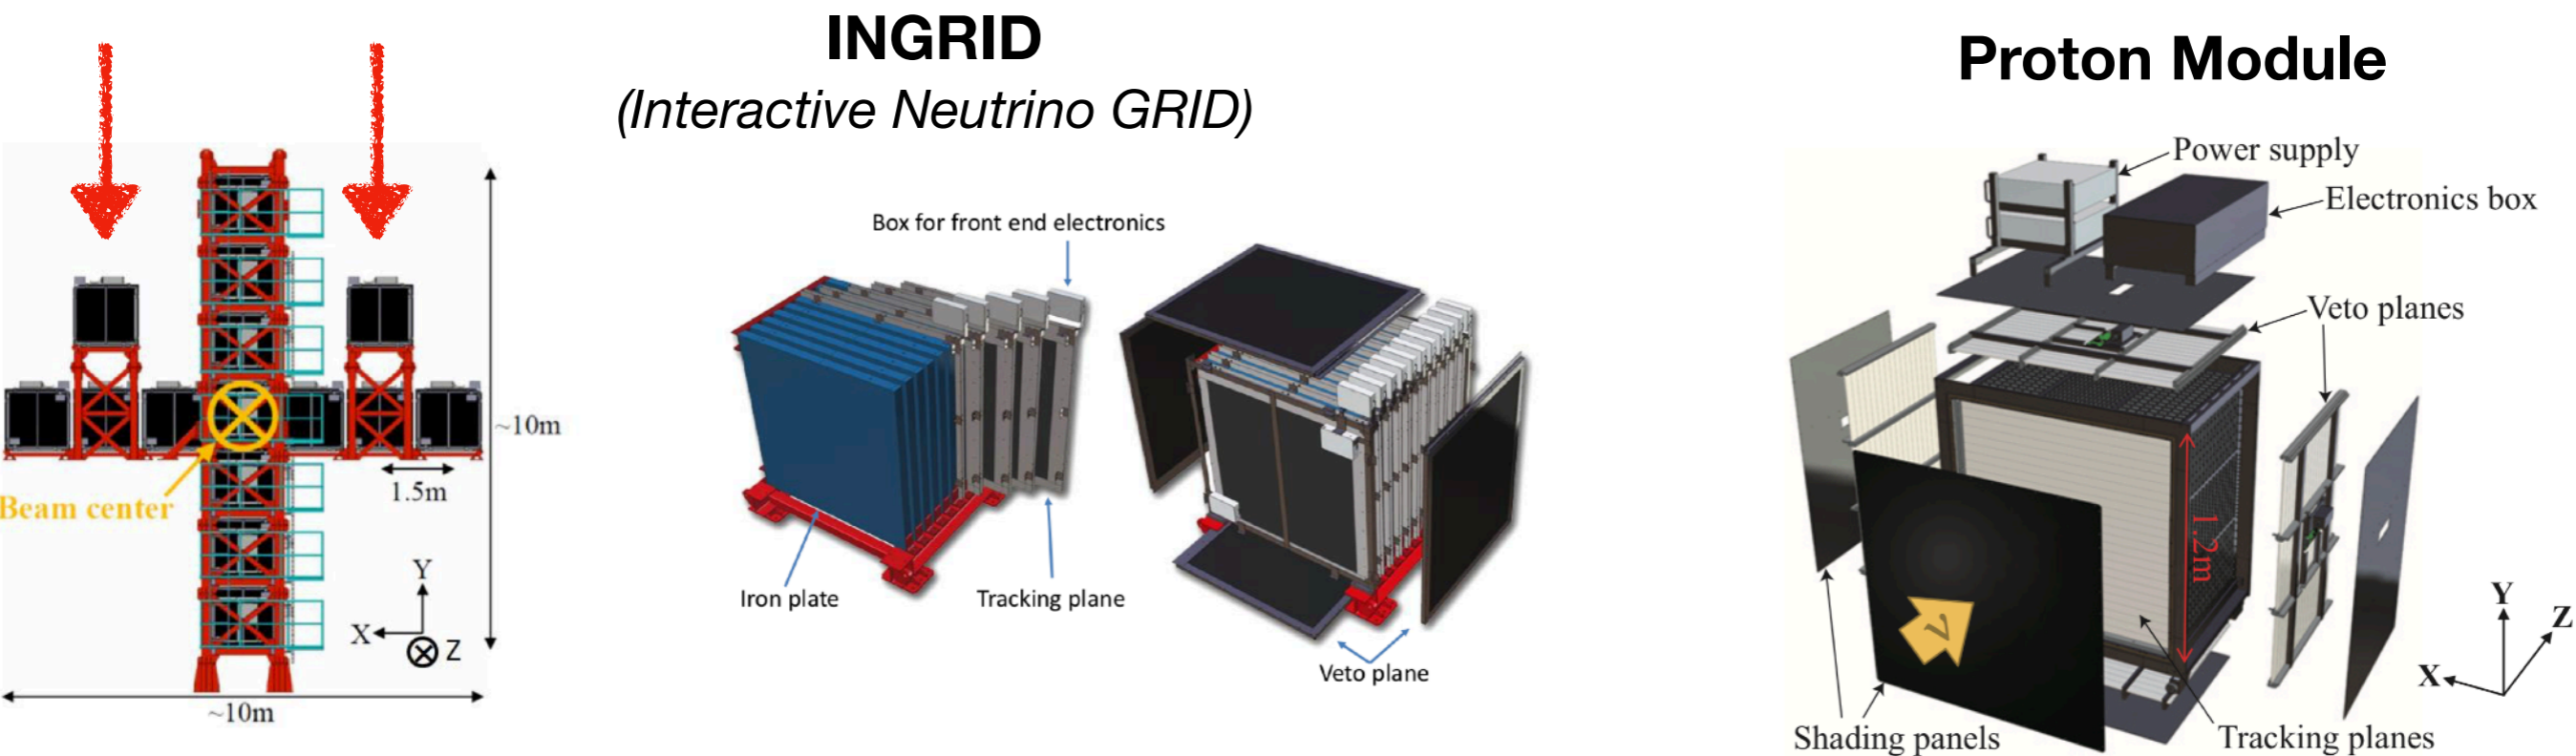 INGRID
(Interactive Neutrino GRID)
~10m
1.5m
Beam center
Y
X
Z
~10m
Box for front end electronics
Iron plate
Tracking plane
Veto plane
Proton Module
Power supply
Electronics box
Veto planes
1.2m
ν
Y
Z
X
Shading panels
Tracking planes